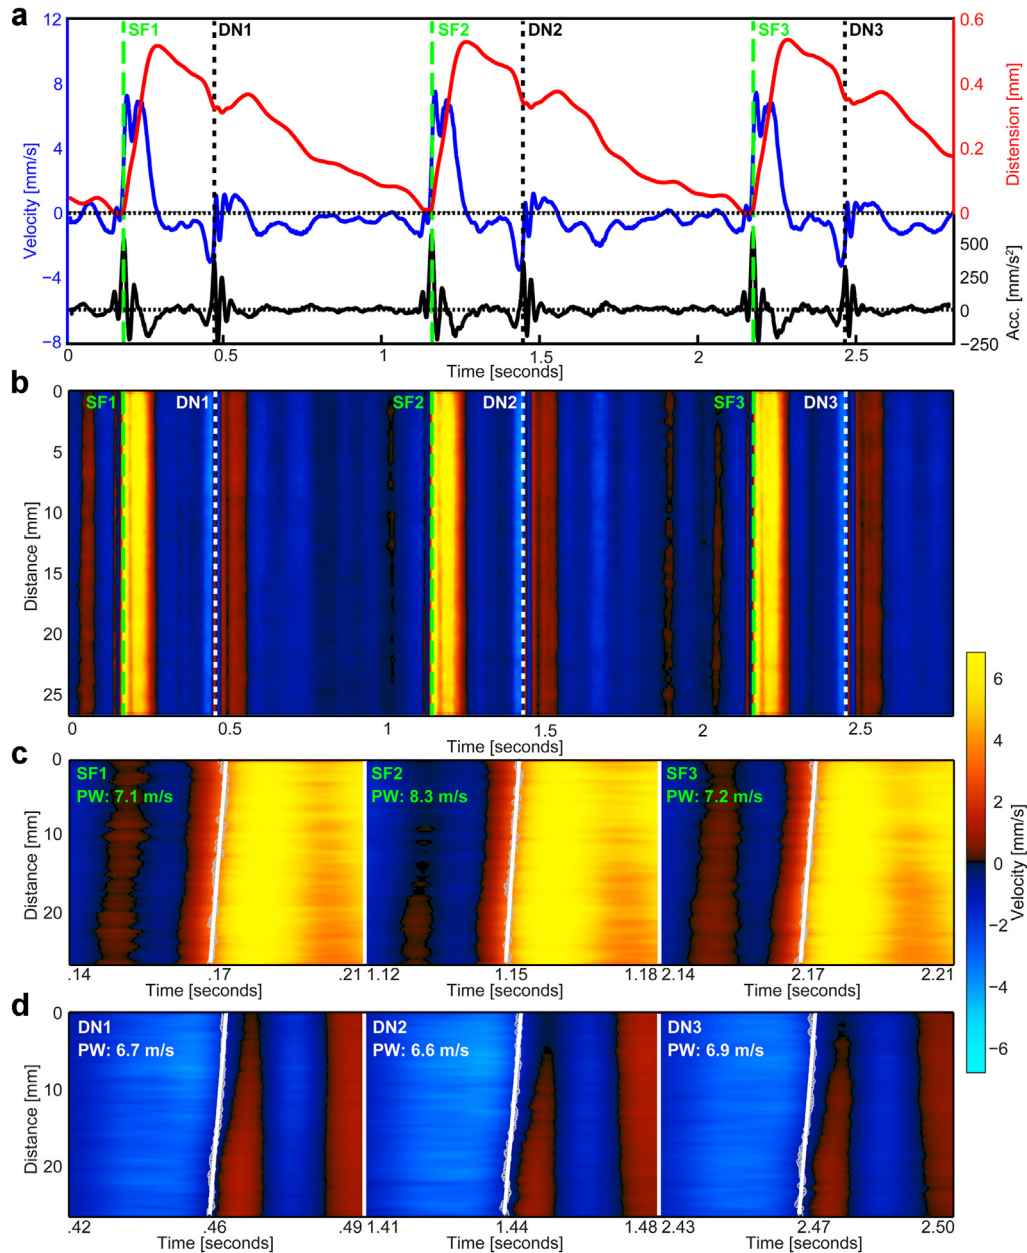 a
SF1 DN1 SF2 DN2 SF3 DN3
12 8 4 0 −4 −8
Velocity [mm/s]
0.6 0.4 0.2 0
Distension [mm]
500 250 0 −250
Acc. [mm/s²]
0 0.5 1 1.5 2 2.5
Time [seconds]
b
SF1 DN1 SF2 DN2 SF3 DN3
0 5 10 15 20 25
Distance [mm]
0 0.5 1 1.5 2 2.5
Time [seconds]
6 4 2 0 −2 −4 −6
Velocity [mm/s]
c
0 10 20
Distance [mm]
SF1
PW: 7.1 m/s
SF2
PW: 8.3 m/s
SF3
PW: 7.2 m/s
.14 .17 .21 1.12 1.15 1.18 2.14 2.17 2.21
Time [seconds] Time [seconds] Time [seconds]
d
0 10 20
Distance [mm]
DN1
PW: 6.7 m/s
DN2
PW: 6.6 m/s
DN3
PW: 6.9 m/s
.42 .46 .49 1.41 1.44 1.48 2.43 2.47 2.50
Time [seconds] Time [seconds] Time [seconds]